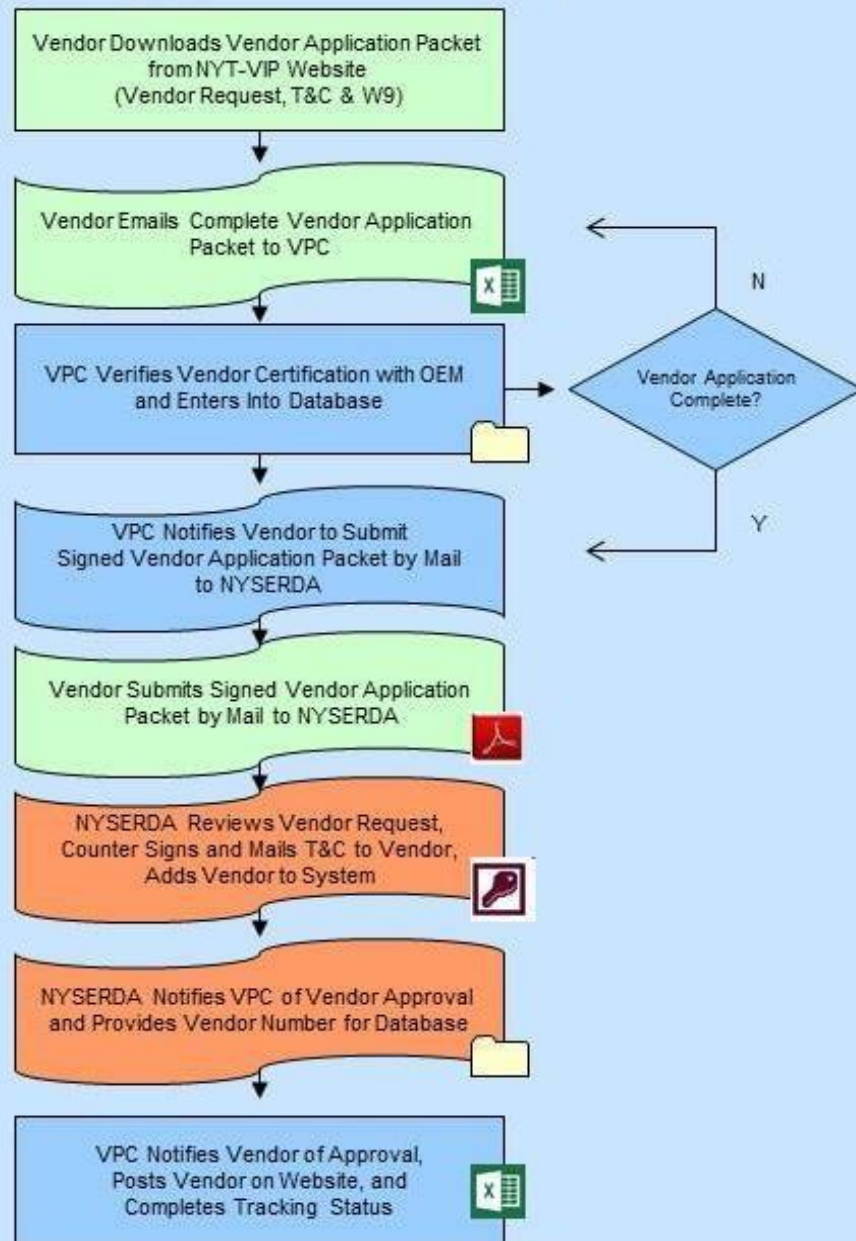 Vendor Downloads Vendor Application Packet
from NYT-VIP Website
(Vendor Request, T&C & W9)
Vendor Emails Complete Vendor Application
Packet to VPC
N
VPC Verifies Vendor Certification with OEM
and Enters Into Database
Vendor Application
Complete?
VPC Notifies Vendor to Submit
Signed Vendor Application Packet by Mail
to NYSERDA
Y
Vendor Submits Signed Vendor Application
Packet by Mail to NYSERDA
NYSERDA Reviews Vendor Request,
Counter Signs and Mails T&C to Vendor,
Adds Vendor to System
NYSERDA Notifies VPC of Vendor Approval
and Provides Vendor Number for Database
VPC Notifies Vendor of Approval,
Posts Vendor on Website, and
Completes Tracking Status